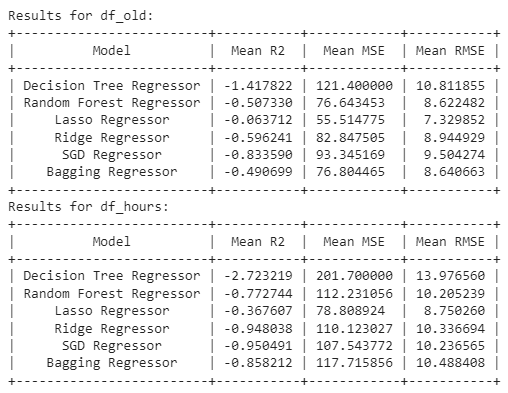 Results for df_old:
+------------------------+-----------+------------+-----------+
|         Model          |  Mean R2  |  Mean MSE  | Mean RMSE |
+------------------------+-----------+------------+-----------+
| Decision Tree Regressor | -1.417822 | 121.400000 | 10.811855 |
| Random Forest Regressor | -0.507330 | 76.643453  |  8.622482 |
|     Lasso Regressor     | -0.063712 | 55.514775  |  7.329852 |
|     Ridge Regressor     | -0.596241 | 82.847505  |  8.944929 |
|      SGD Regressor      | -0.833590 | 93.345169  |  9.504274 |
|    Bagging Regressor    | -0.490699 | 76.804465  |  8.640663 |
+------------------------+-----------+------------+-----------+
Results for df_hours:
+------------------------+-----------+------------+-----------+
|         Model          |  Mean R2  |  Mean MSE  | Mean RMSE |
+------------------------+-----------+------------+-----------+
| Decision Tree Regressor | -2.723219 | 201.700000 | 13.976560 |
| Random Forest Regressor | -0.772744 | 112.231056 | 10.205239 |
|     Lasso Regressor     | -0.367607 | 78.808924  |  8.750260 |
|     Ridge Regressor     | -0.948038 | 110.123027 | 10.336694 |
|      SGD Regressor      | -0.950491 | 107.543772 | 10.236565 |
|    Bagging Regressor    | -0.858212 | 117.715856 | 10.488408 |
+------------------------+-----------+------------+-----------+